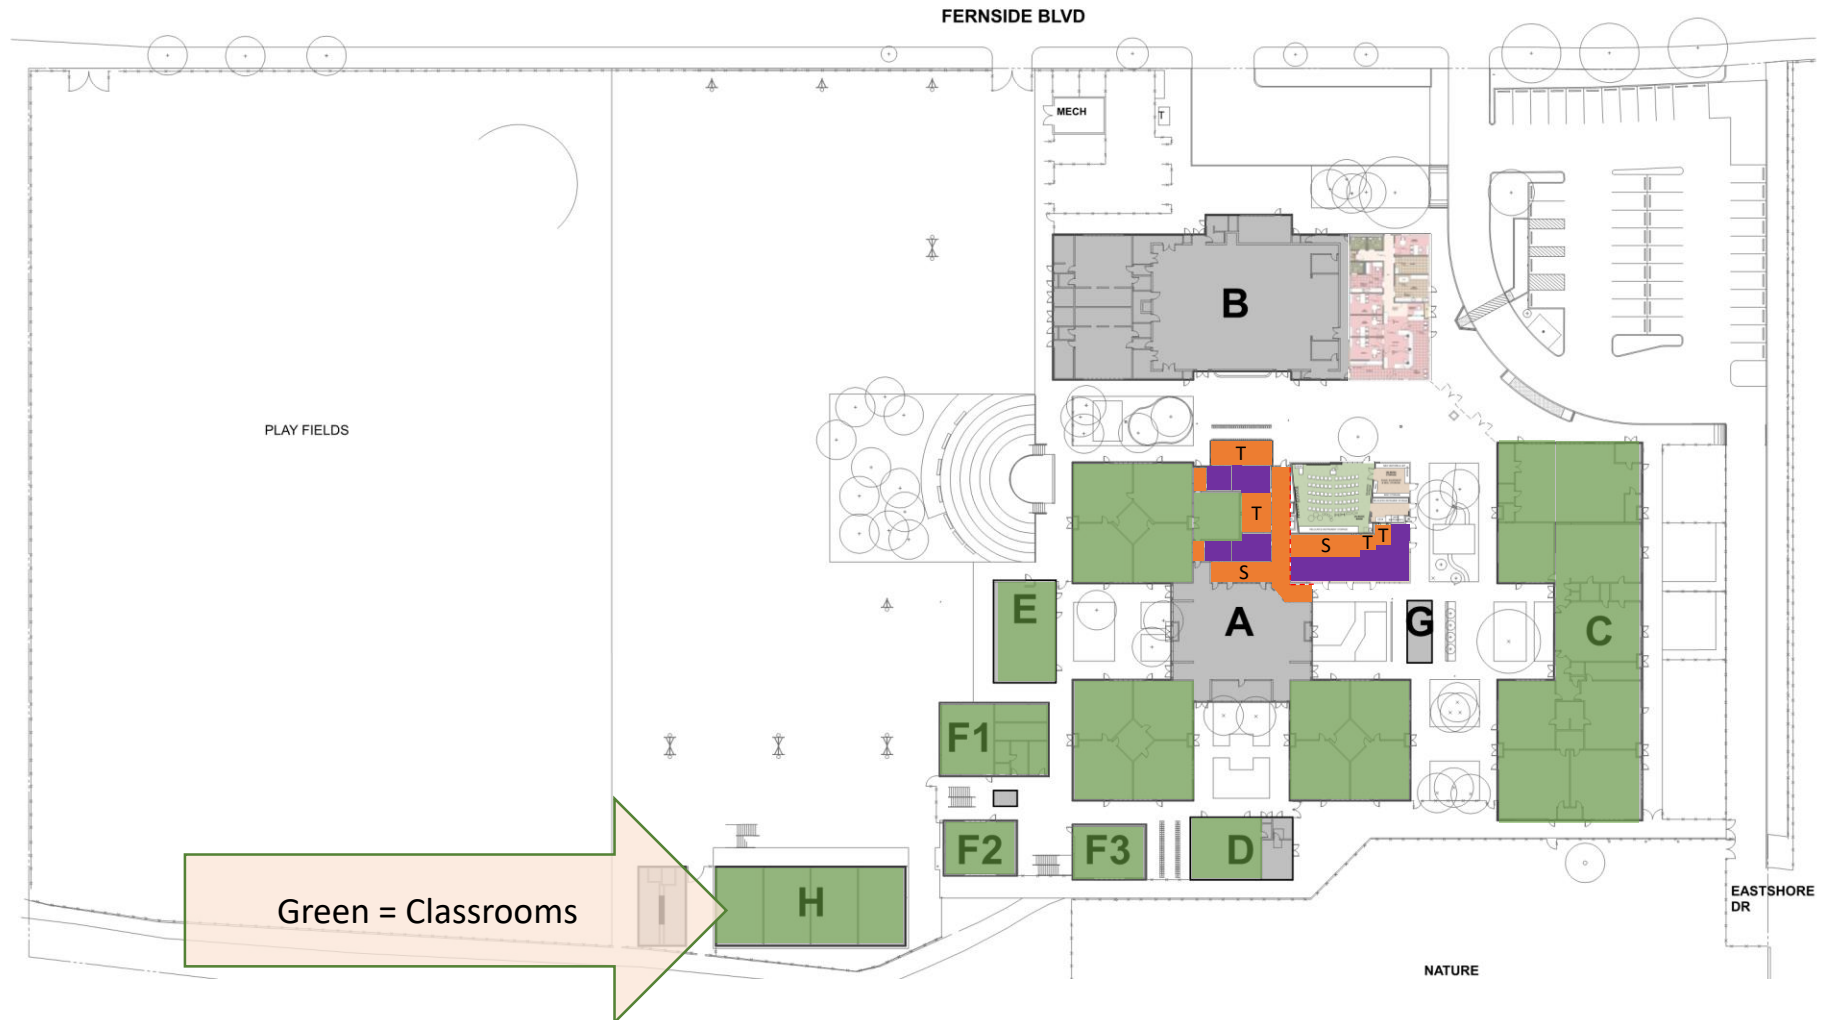 FERNSIDE BLVD
MECH
T
B
PLAY FIELDS
T
T
S
T
T
S
E
A
G
C
F1
F2
F3
D
H
Green = Classrooms
EASTSHORE
DR
NATURE